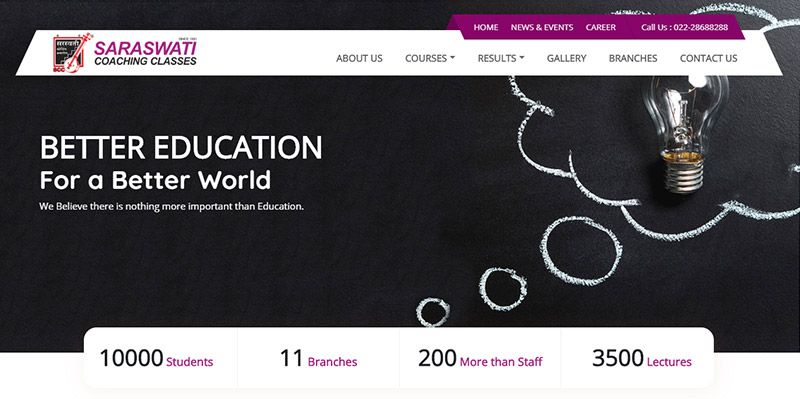 HOME NEWS & EVENTS CAREER Call Us : 022-28688288
SARASWATI
COACHING CLASSES
ABOUT US COURSES RESULTS GALLERY BRANCHES CONTACT US
BETTER EDUCATION
For a Better World
We Believe there is nothing more important than Education.
10000 Students 11 Branches 200 More than Staff 3500 Lectures